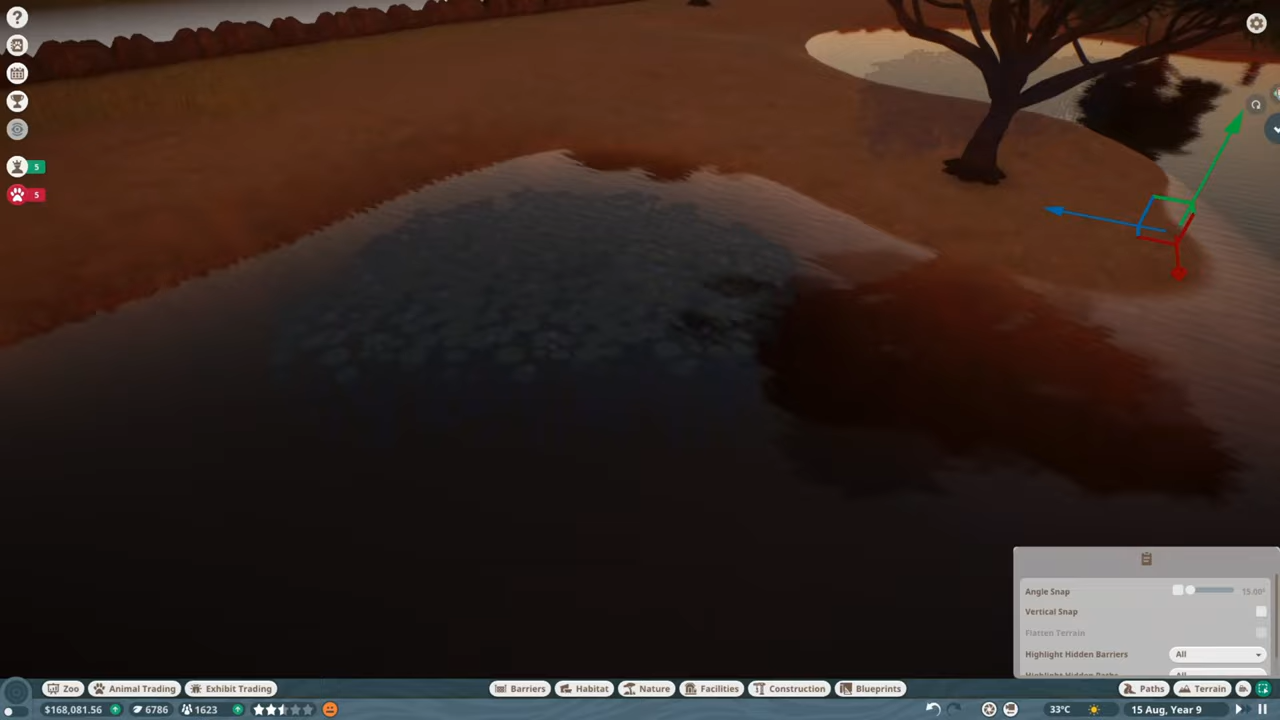 ?
5
5
Angle Snap 15.00°
Vertical Snap
Flatten Terrain
Highlight Hidden Barriers All
Zoo Animal Trading Exhibit Trading Barriers Habitat Nature Facilities Construction Blueprints Paths Terrain
$168,081.56 6786 1623 33°C 15 Aug, Year 9